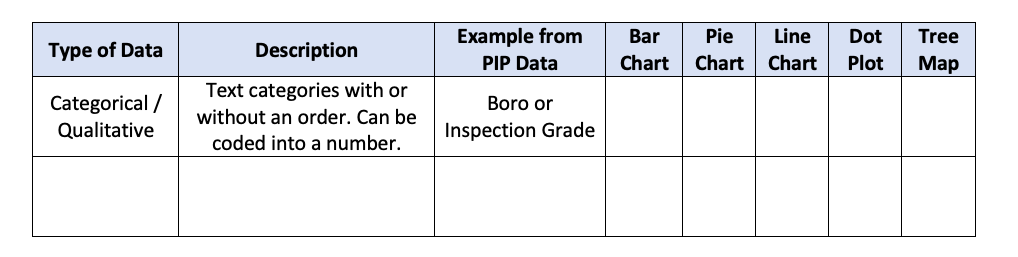 Type of Data
Description
Example from
PIP Data
Bar
Chart
Pie
Chart
Line
Chart
Dot
Plot
Tree
Map
Categorical /
Qualitative
Text categories with or
without an order. Can be
coded into a number.
Boro or
Inspection Grade